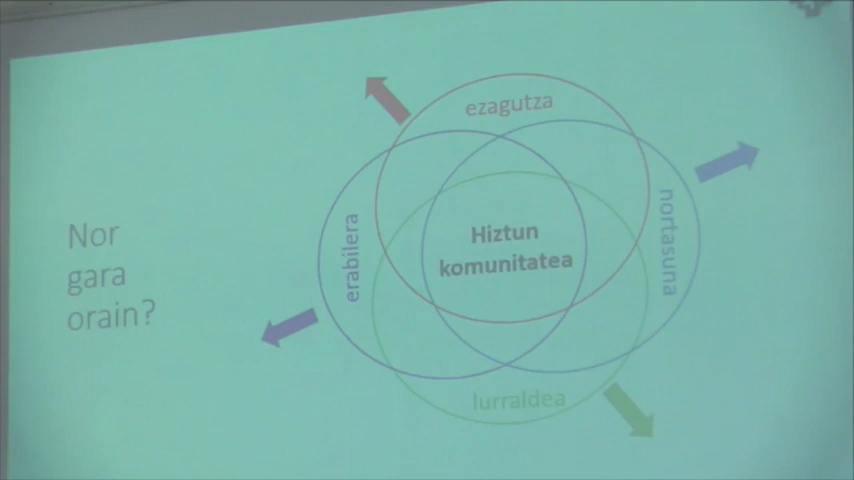 Nor
gara
orain?
ezagutza
erabilera
Hiztun
komunitatea
nortasuna
lurraldea